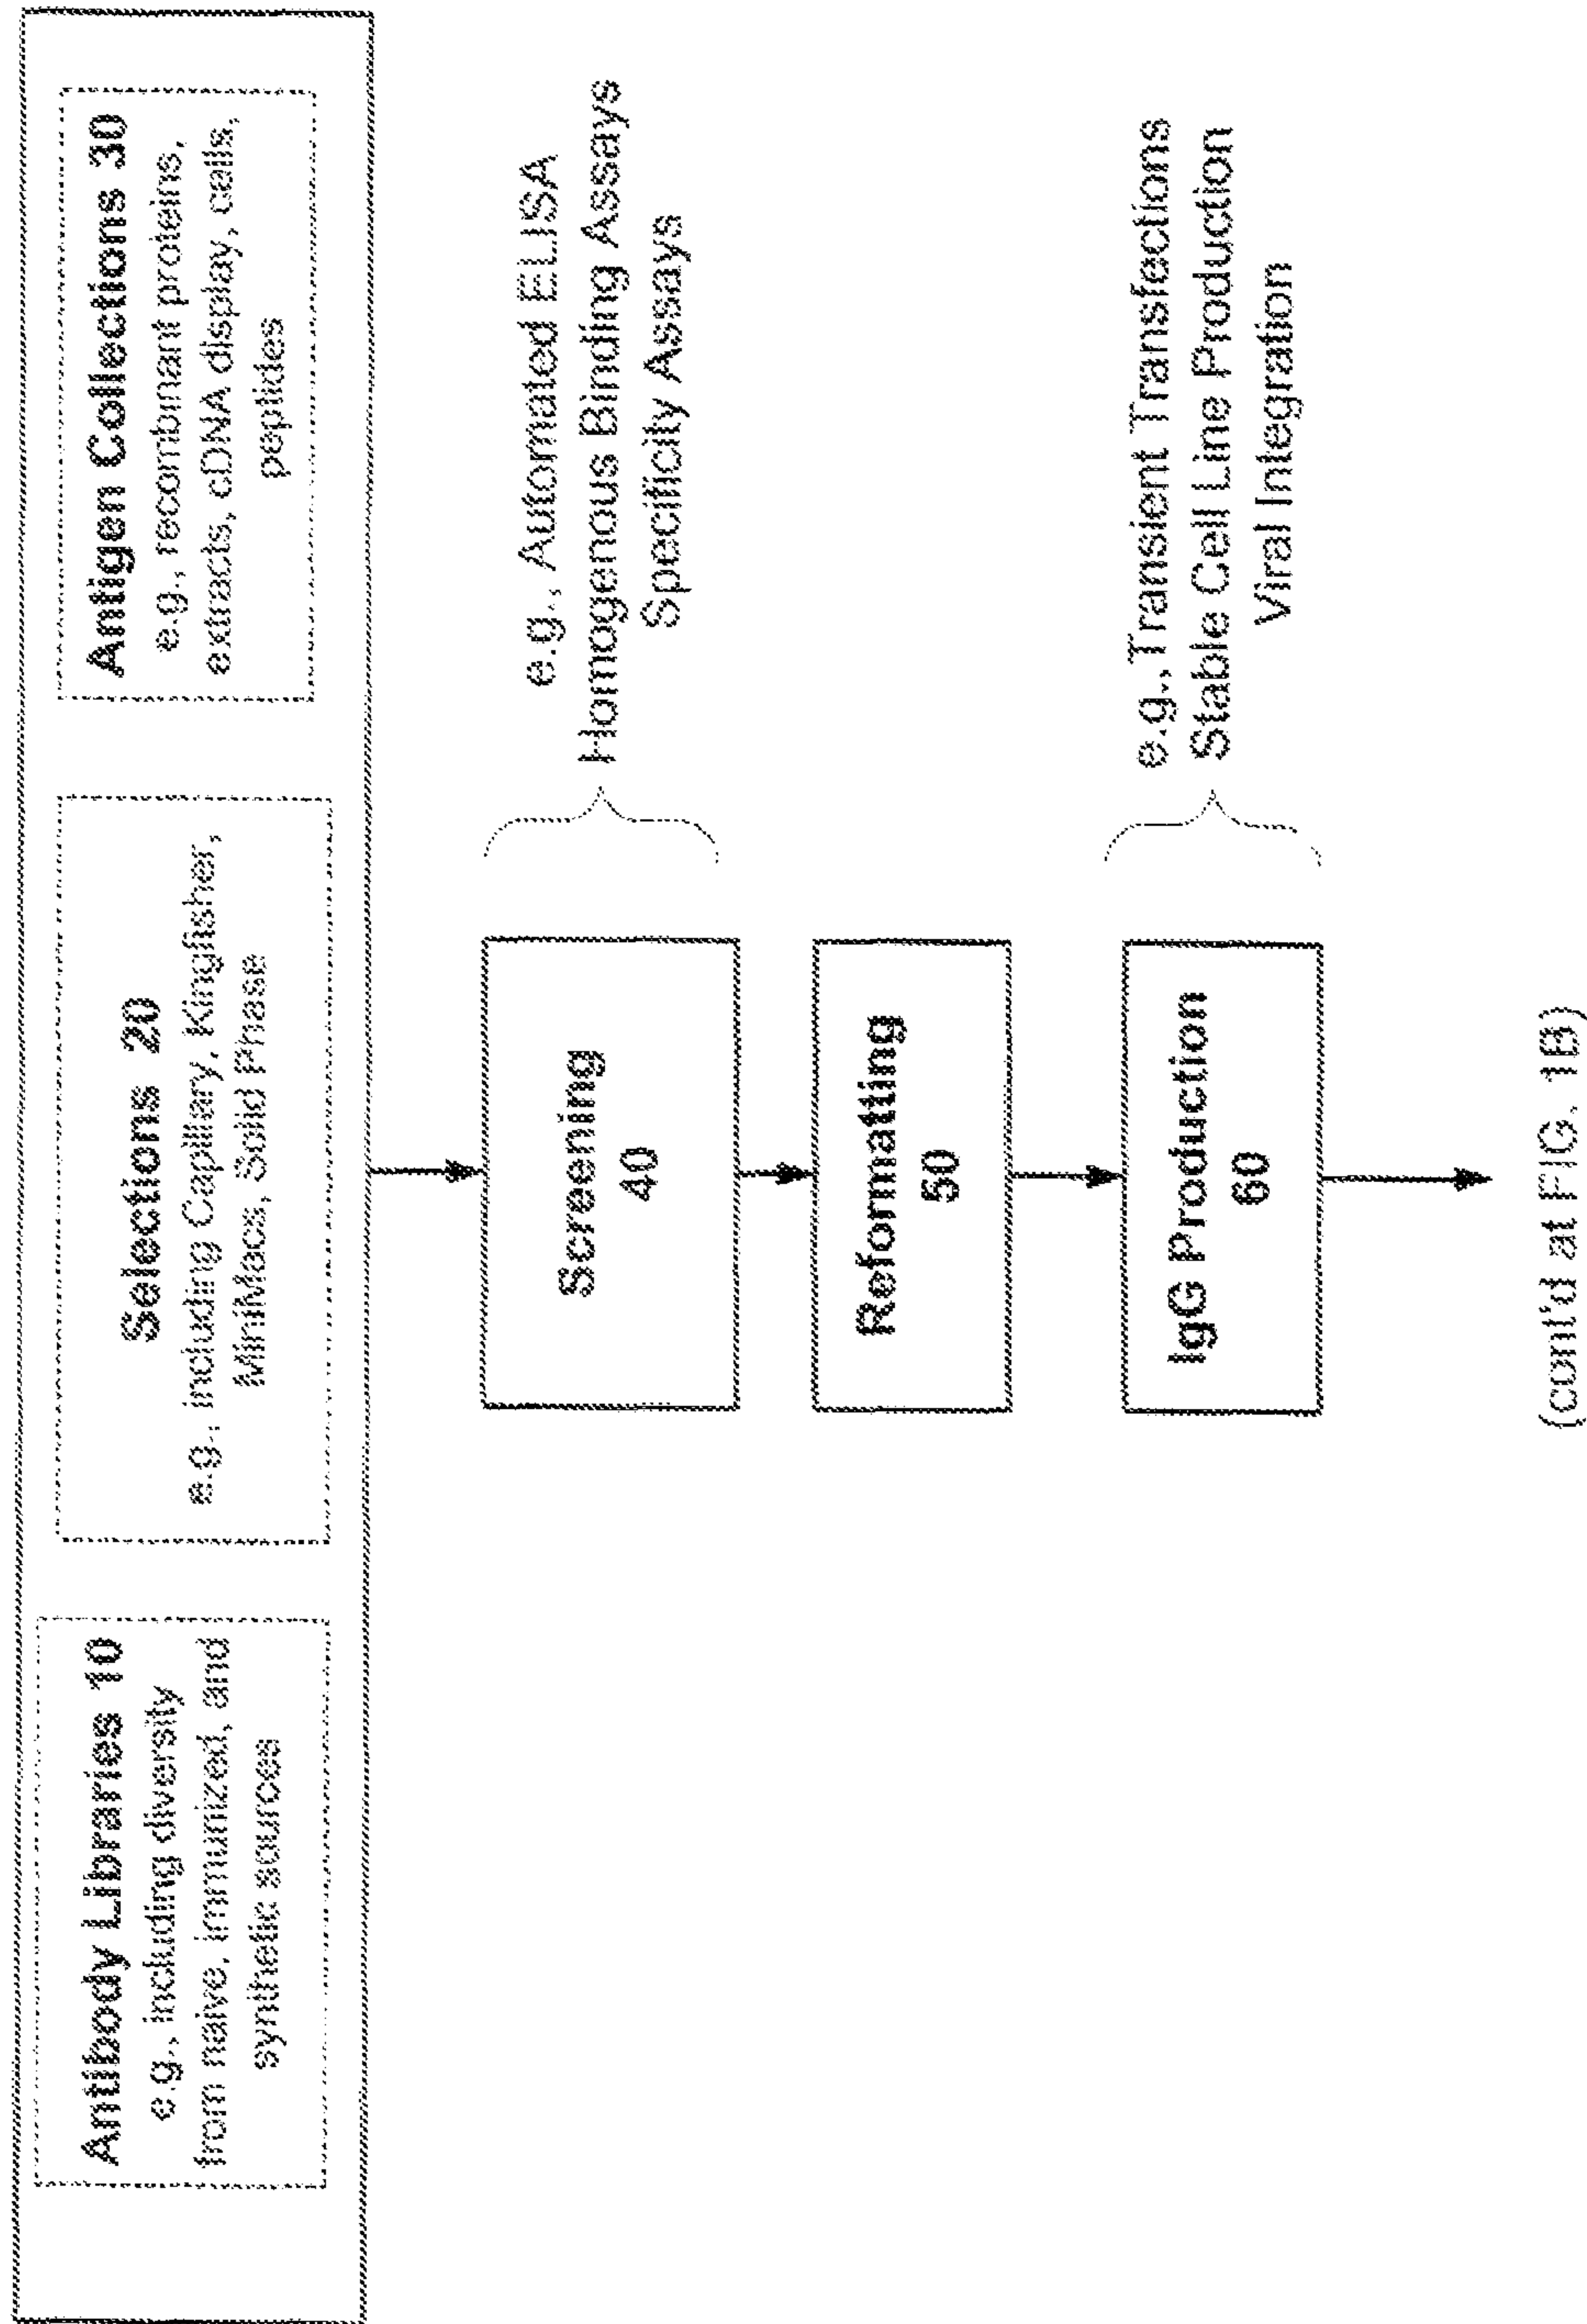 Antibody Libraries 10
e.g., including diversity
from naive, immunized, and
synthetic sources
Selections 20
e.g., including Capillary, Kingfisher,
MiniMacs, Solid Phase
Antigen Collections 30
e.g., recombinant proteins,
extracts, cDNA display, cells,
peptides
Screening
40
e.g., Automated ELISA
Homogenous Binding Assays
Specificity Assays
Reformatting
50
IgG Production
60
e.g., Transient Transfections
Stable Cell Line Production
Viral Integration
(cont'd at FIG. 1B)